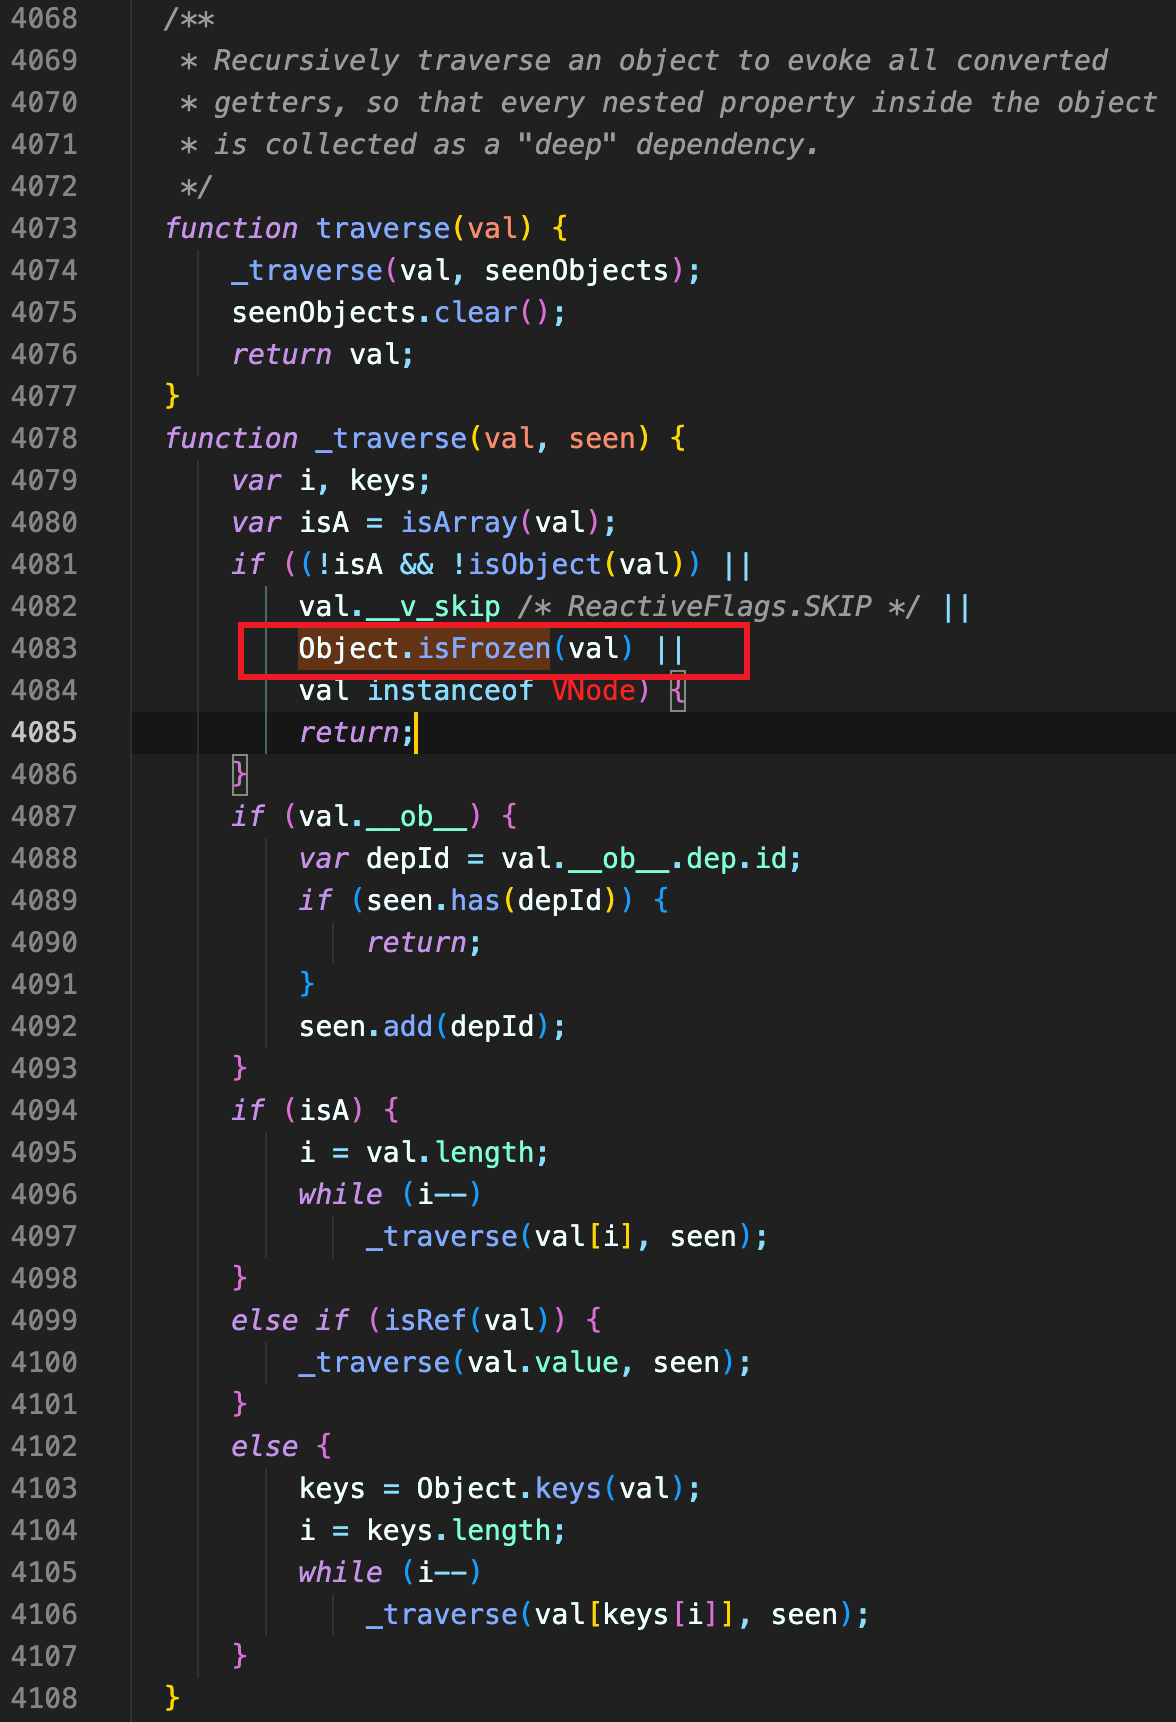 4068 /**
4069  * Recursively traverse an object to evoke all converted
4070  * getters, so that every nested property inside the object
4071  * is collected as a "deep" dependency.
4072  */
4073 function traverse(val) {
4074     _traverse(val, seenObjects);
4075     seenObjects.clear();
4076     return val;
4077 }
4078 function _traverse(val, seen) {
4079     var i, keys;
4080     var isA = isArray(val);
4081     if ((!isA && !isObject(val)) ||
4082         val.__v_skip /* ReactiveFlags.SKIP */ ||
4083         Object.isFrozen(val) ||
4084         val instanceof VNode) {
4085         return;
4086     }
4087     if (val.__ob__) {
4088         var depId = val.__ob__.dep.id;
4089         if (seen.has(depId)) {
4090             return;
4091         }
4092         seen.add(depId);
4093     }
4094     if (isA) {
4095         i = val.length;
4096         while (i--)
4097             _traverse(val[i], seen);
4098     }
4099     else if (isRef(val)) {
4100         _traverse(val.value, seen);
4101     }
4102     else {
4103         keys = Object.keys(val);
4104         i = keys.length;
4105         while (i--)
4106             _traverse(val[keys[i]], seen);
4107     }
4108 }